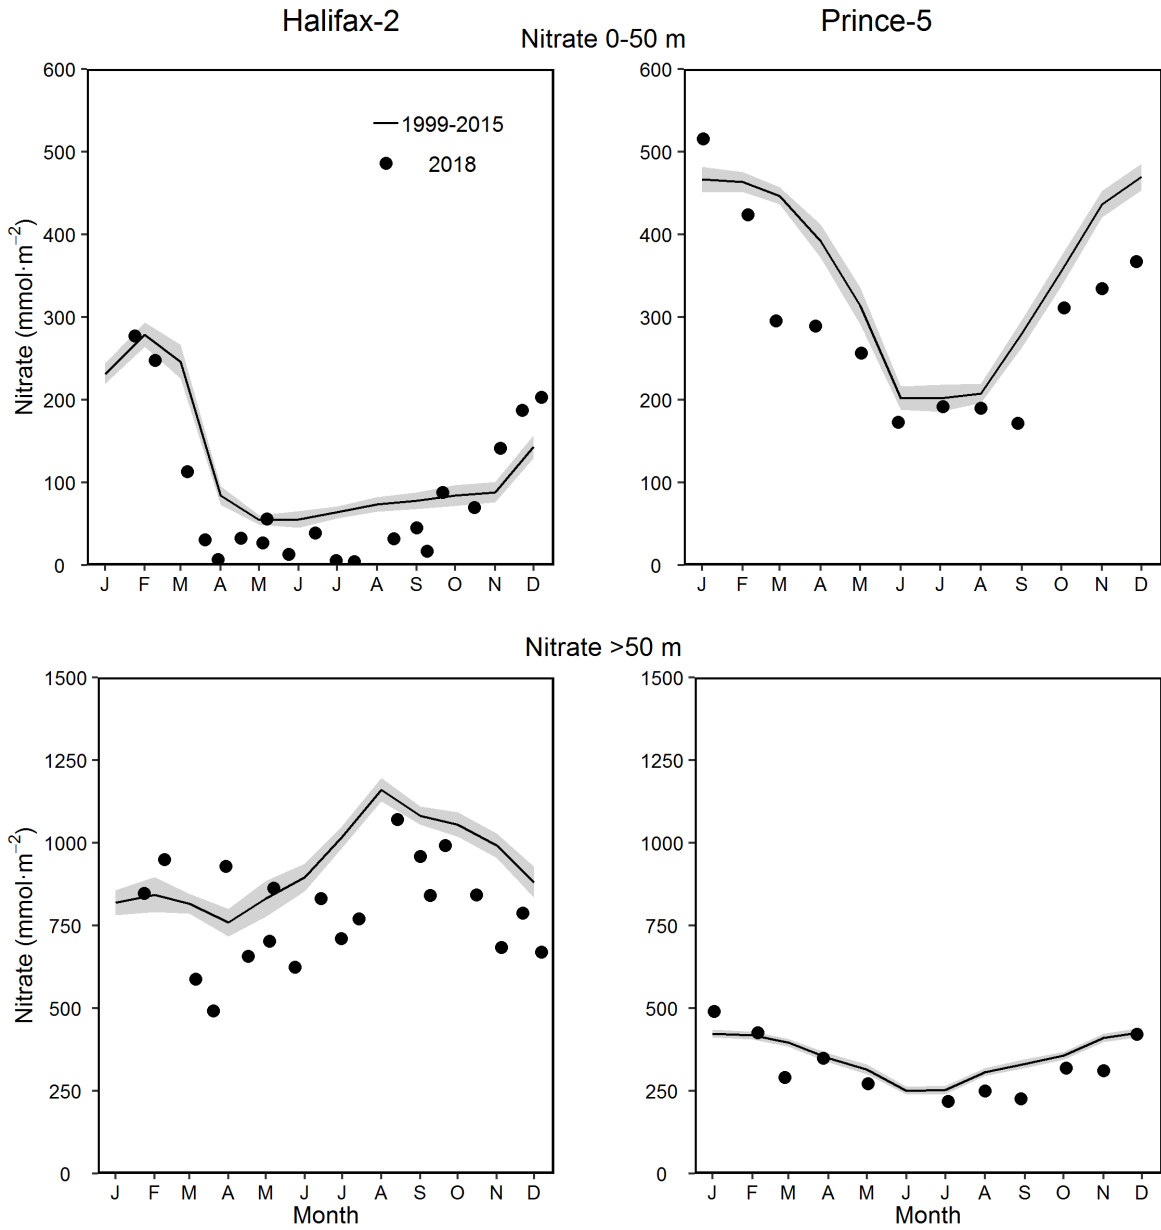 Halifax-2 Prince-5
Nitrate 0-50 m
Nitrate (mmol·m−2)
600
500
400
300
200
100
0
1999-2015
2018
J F M A M J J A S O N D
600
500
400
300
200
100
0
J F M A M J J A S O N D
Nitrate >50 m
Nitrate (mmol·m−2)
1500
1250
1000
750
500
250
0
J F M A M J J A S O N D
Month
1500
1250
1000
750
500
250
0
J F M A M J J A S O N D
Month